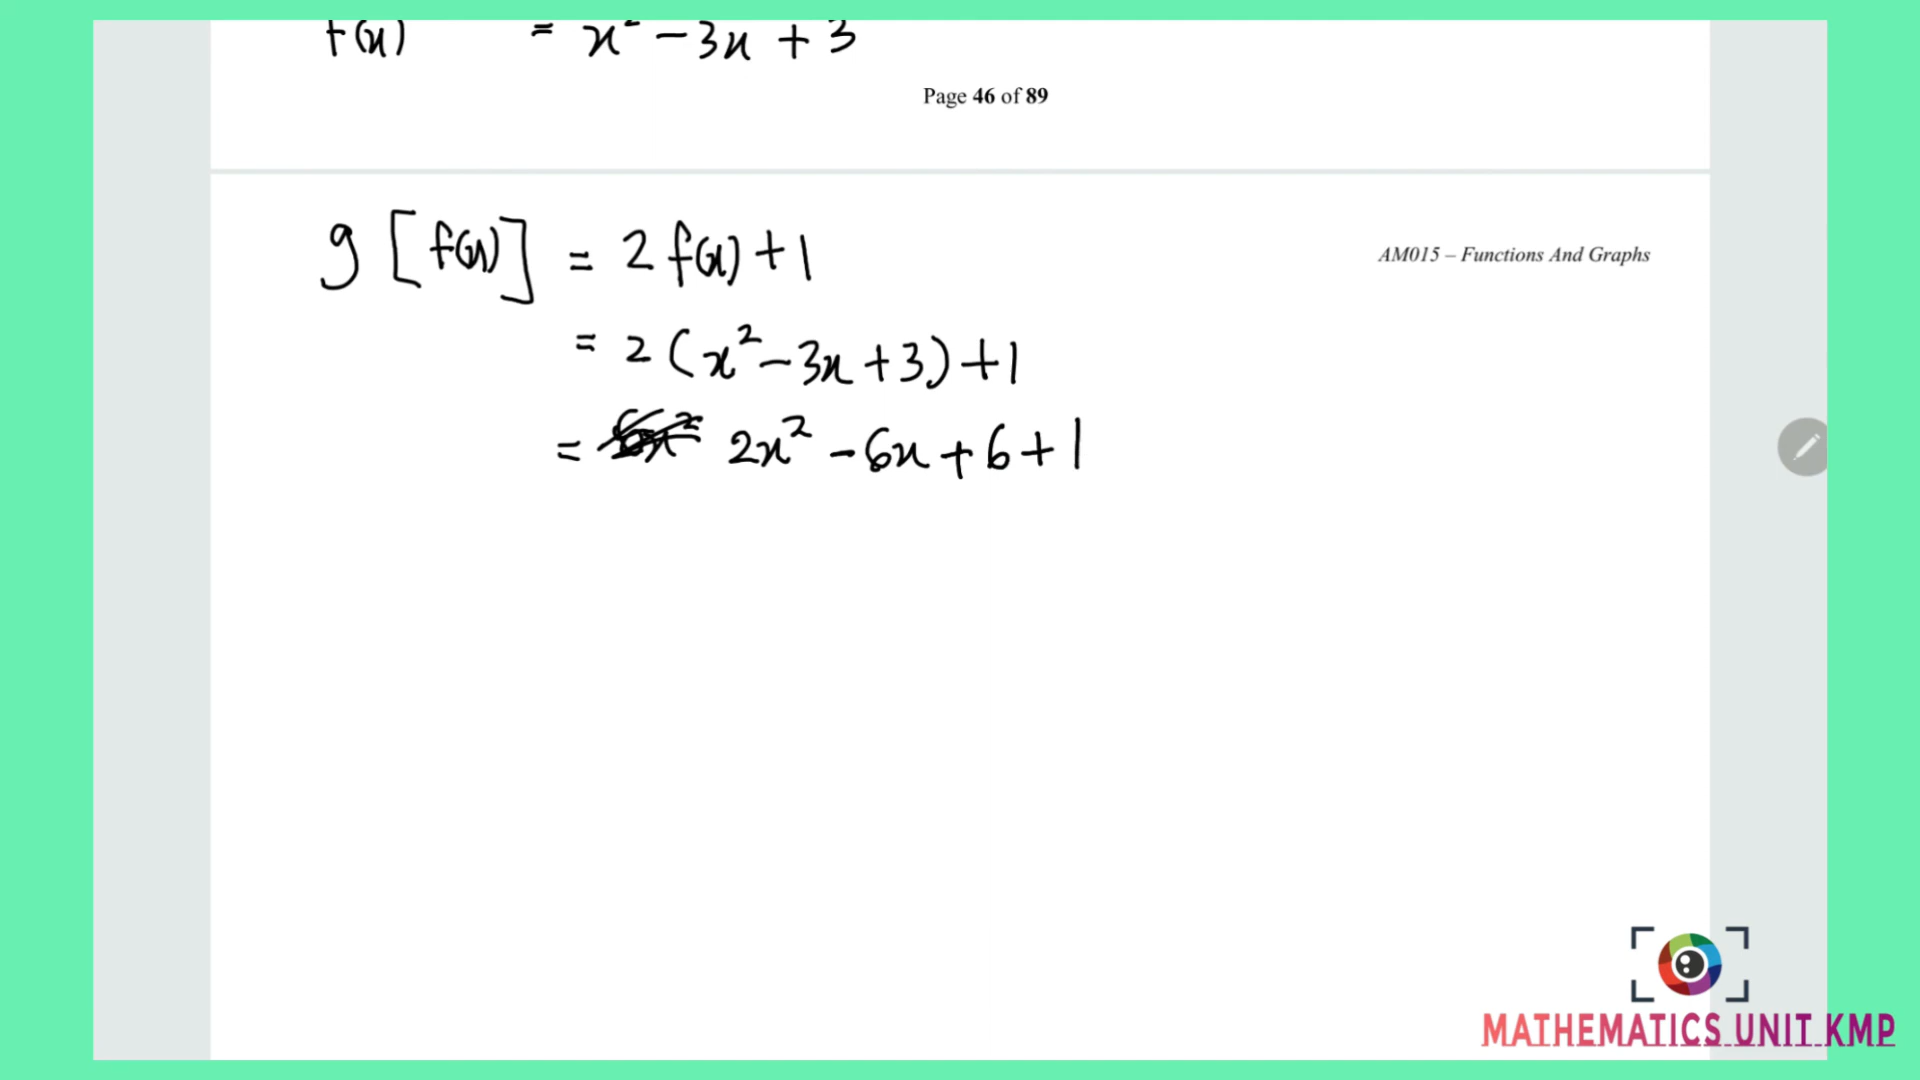 f(x) = x² - 3x + 3
Page 46 of 89
g [f(x)] = 2 f(x) + 1
AM015 – Functions And Graphs
= 2 (x² - 3x + 3) + 1
= 2x² - 6x + 6 + 1
MATHEMATICS UNIT KMP